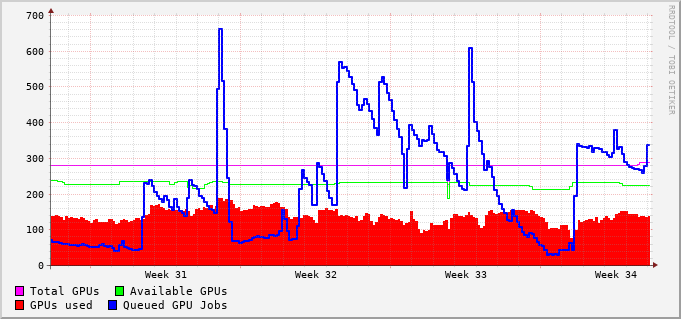 700
600
500
400
300
200
100
0
Week 31 Week 32 Week 33 Week 34
Total GPUs Available GPUs
GPUs used Queued GPU Jobs
RRDTOOL / TOBI OETIKER